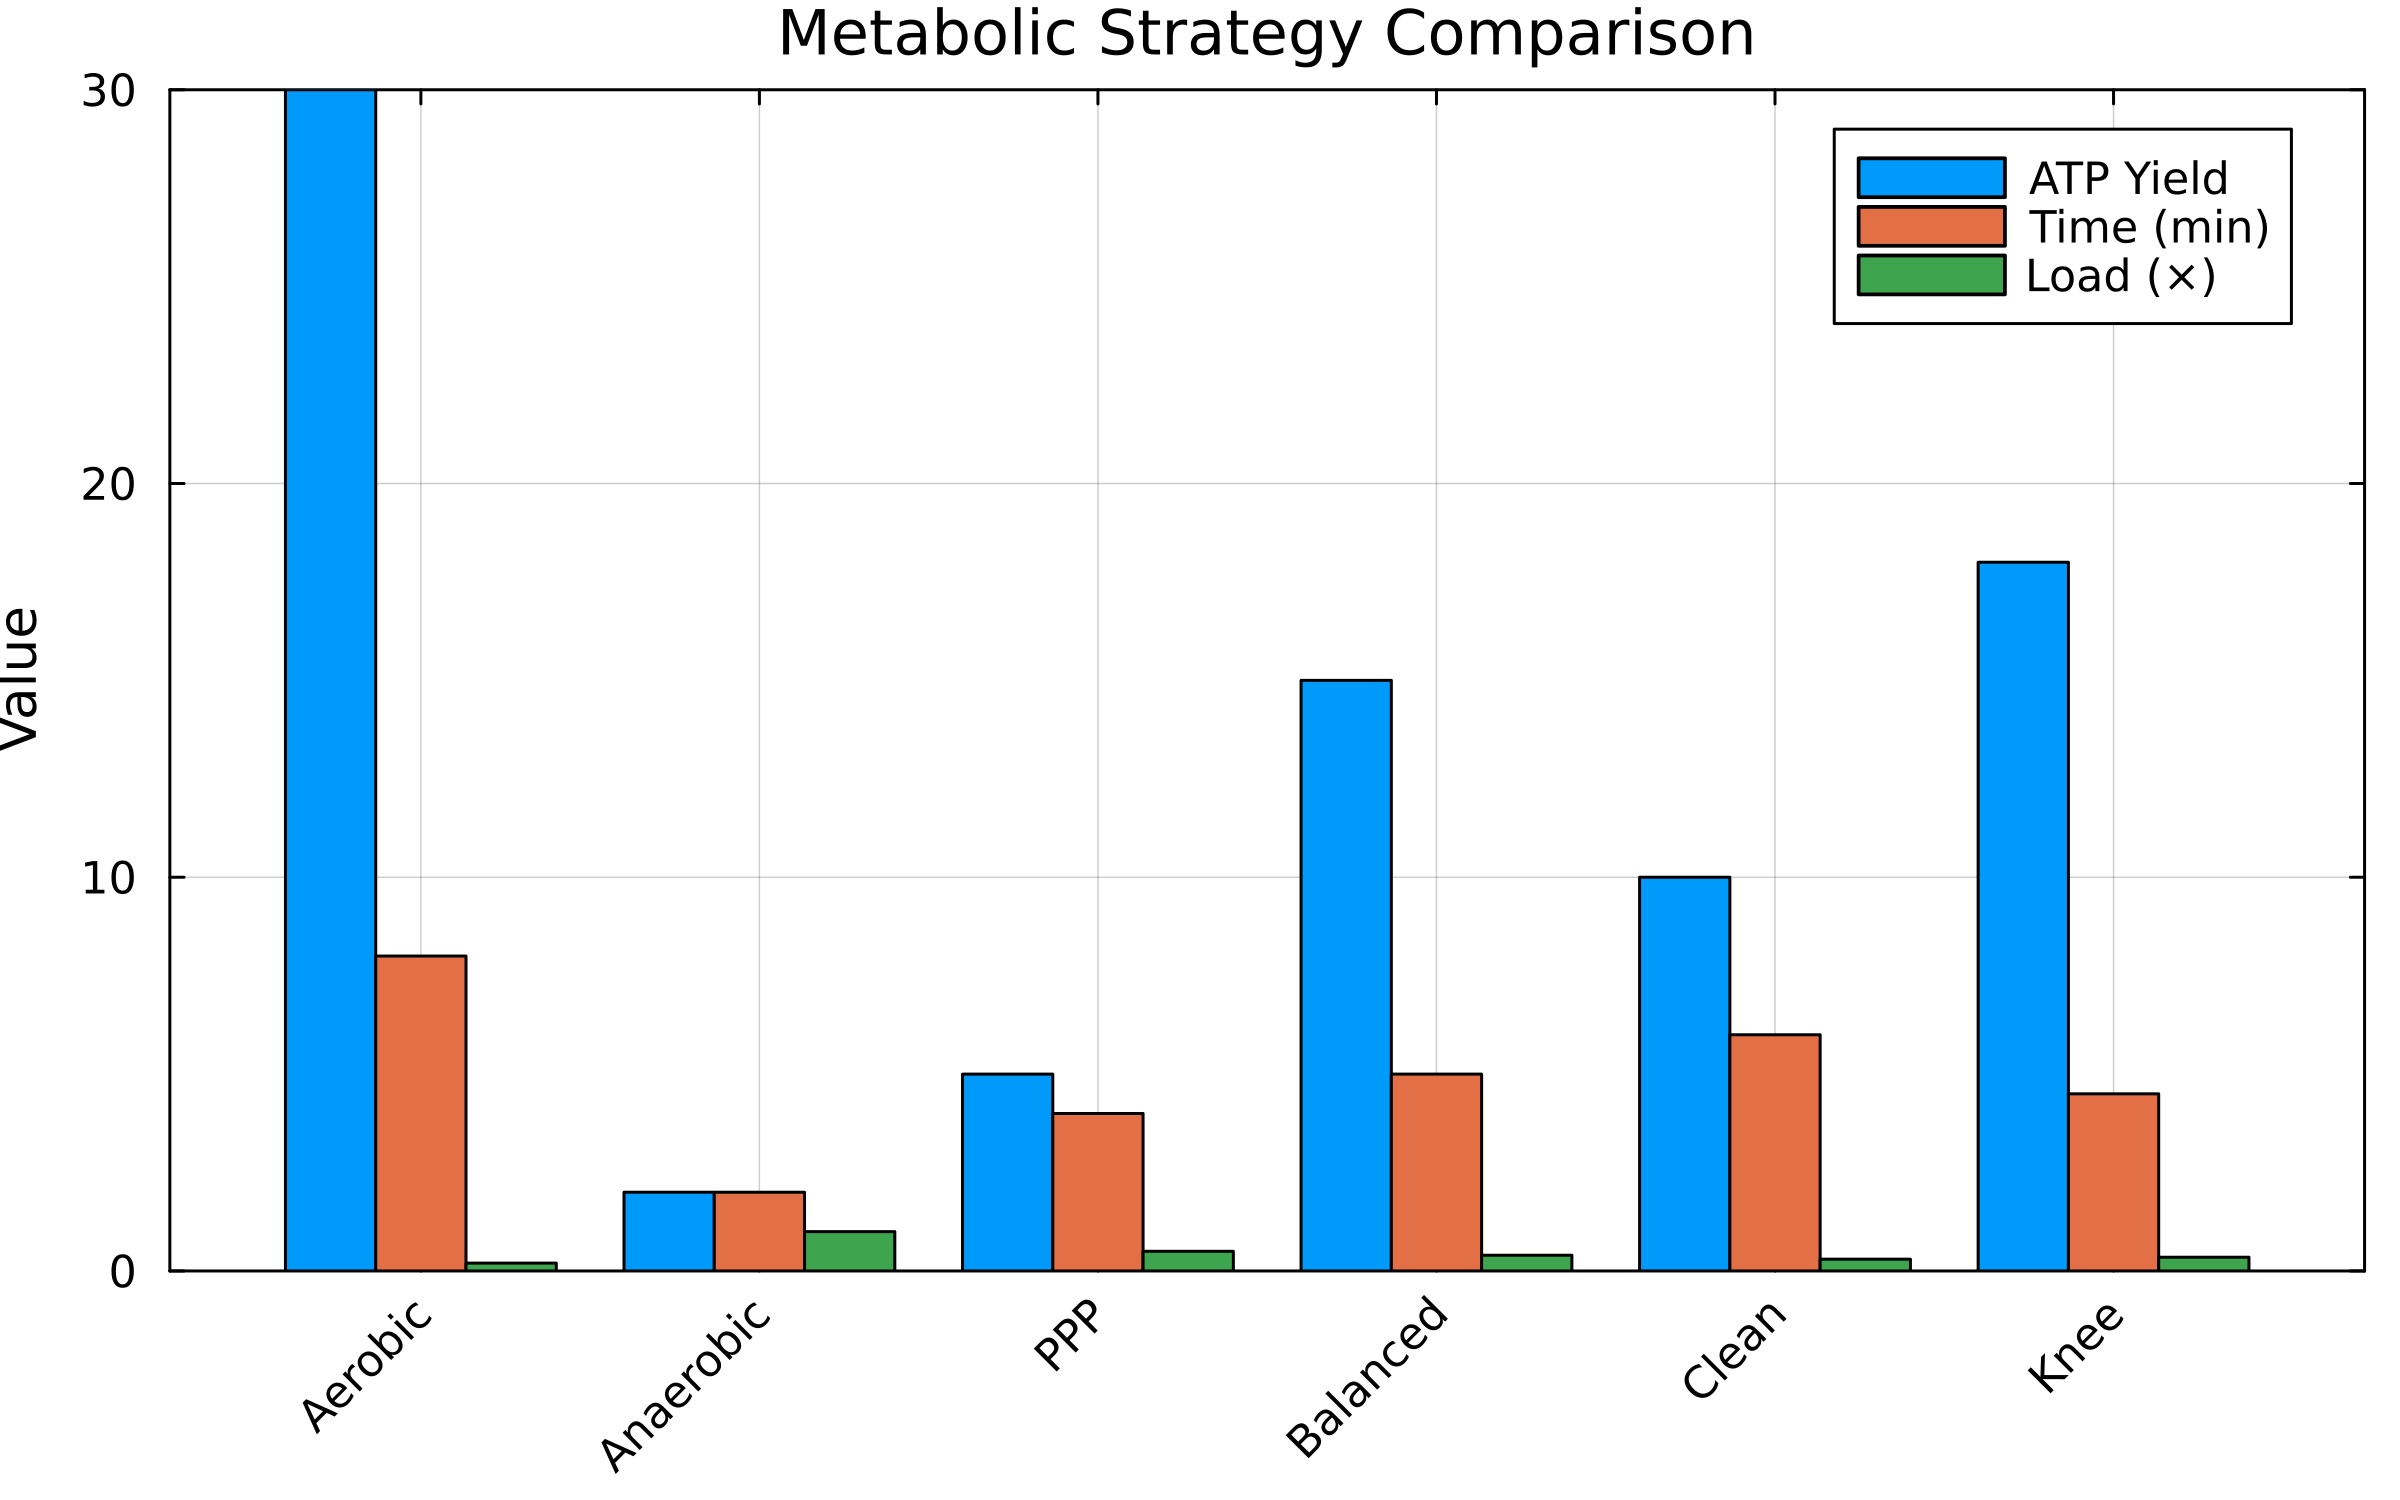 Metabolic Strategy Comparison
30
20
10
0
Value
ATP Yield
Time (min)
Load (×)
Aerobic
Anaerobic
PPP
Balanced
Clean
Knee